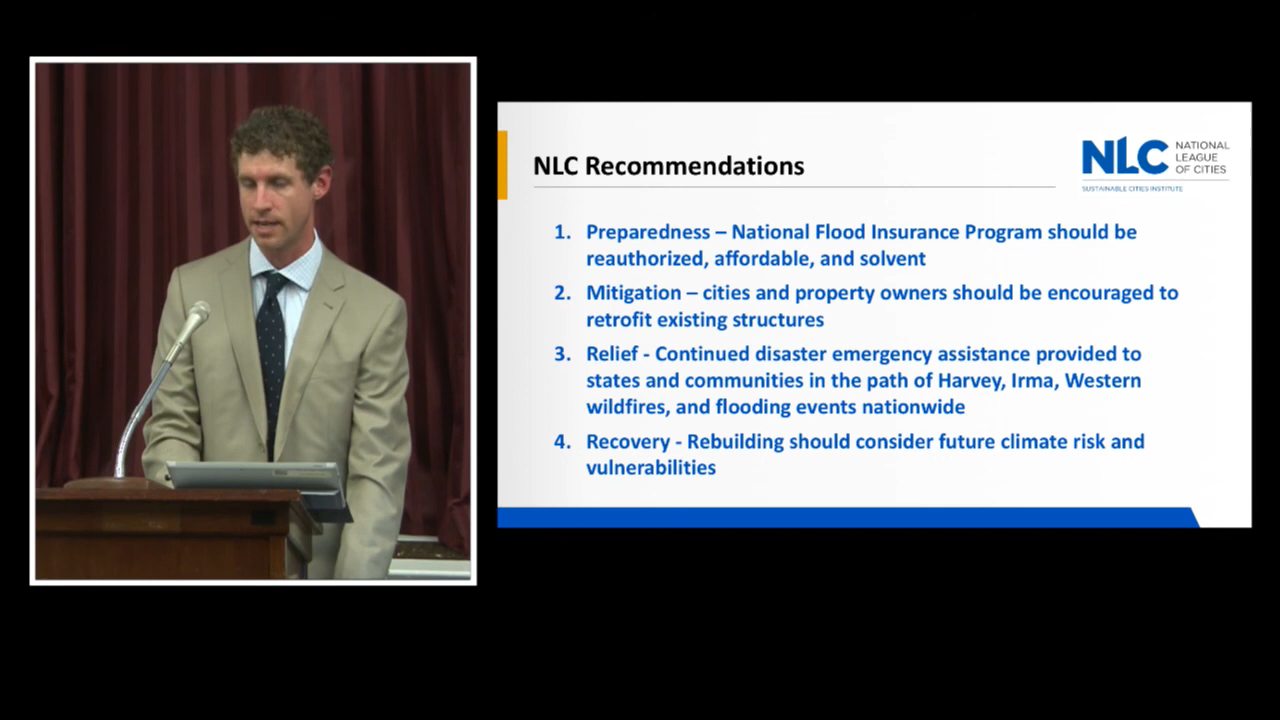 NLC Recommendations
NLC NATIONAL
LEAGUE
OF CITIES
SUSTAINABLE CITIES INSTITUTE
1. Preparedness – National Flood Insurance Program should be
reauthorized, affordable, and solvent
2. Mitigation – cities and property owners should be encouraged to
retrofit existing structures
3. Relief - Continued disaster emergency assistance provided to
states and communities in the path of Harvey, Irma, Western
wildfires, and flooding events nationwide
4. Recovery - Rebuilding should consider future climate risk and
vulnerabilities